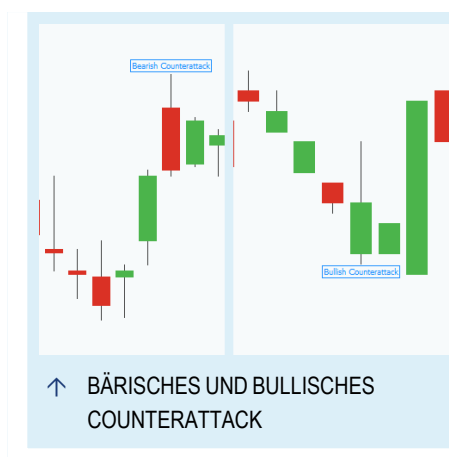 Bearish Counterattack
Bullish Counterattack
BÄRISCHES UND BULLISCHES
COUNTERATTACK